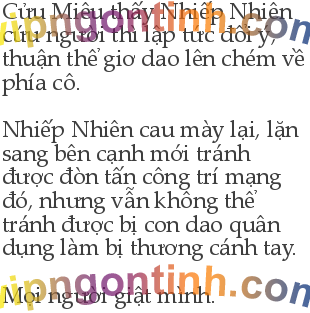 Cửu Miêu thấy Nhiếp Nhiên
cứu người thì lập tức đổi ý,
thuận thế giơ dao lên chém về
phía cô.
Nhiếp Nhiên cau mày lại, lặn
sang bên cạnh mới tránh
được đòn tấn công trí mạng
đó, nhưng vẫn không thể
tránh được bị con dao quân
dụng làm bị thương cánh tay.
Mọi người giật mình.
vipngontinh.com
vipngontinh.com